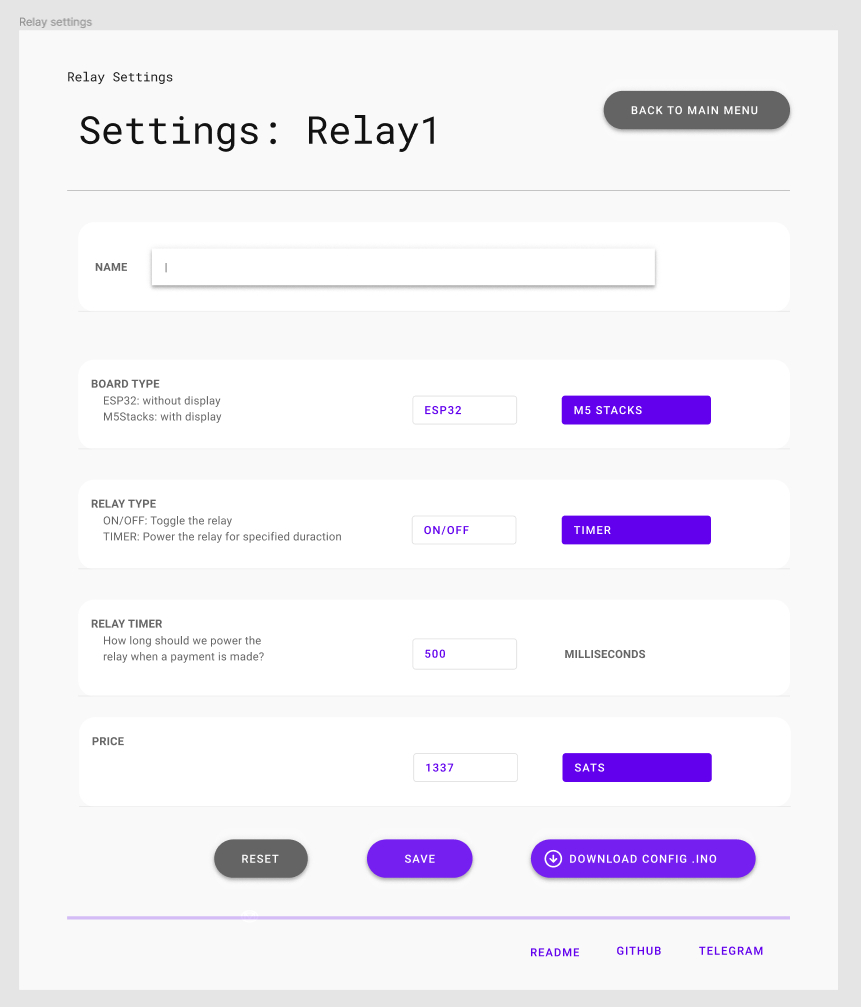 Relay settings
Relay Settings
Settings: Relay1
BACK TO MAIN MENU
NAME
BOARD TYPE
ESP32: without display
M5Stacks: with display
ESP32
M5 STACKS
RELAY TYPE
ON/OFF: Toggle the relay
TIMER: Power the relay for specified duraction
ON/OFF
TIMER
RELAY TIMER
How long should we power the
relay when a payment is made?
500
MILLISECONDS
PRICE
1337
SATS
RESET
SAVE
DOWNLOAD CONFIG .INO
README
GITHUB
TELEGRAM